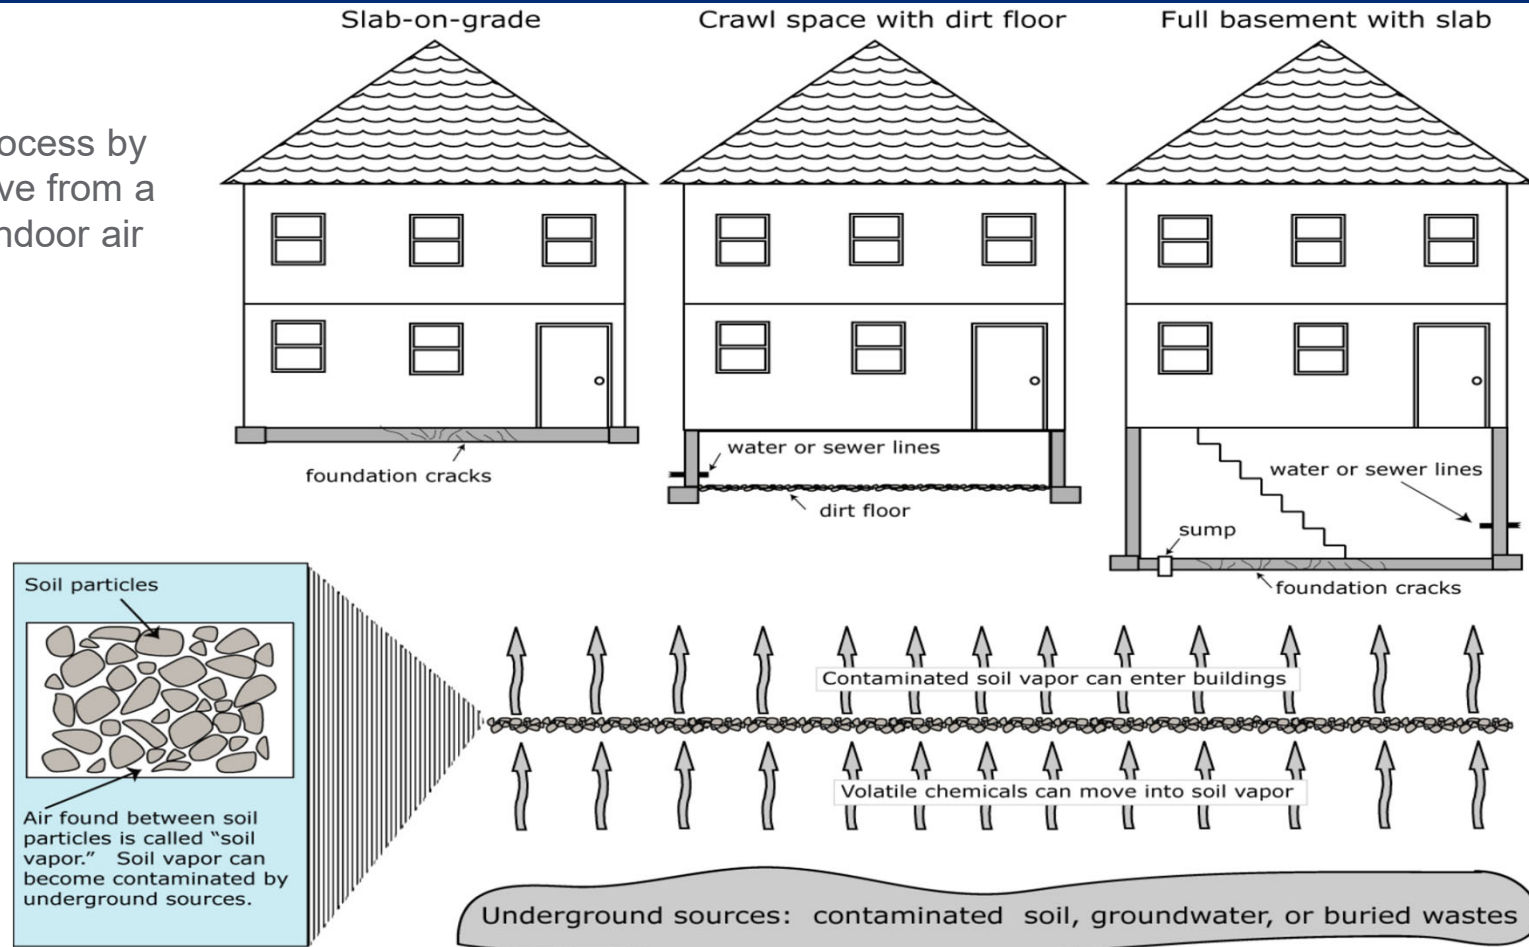 Slab-on-grade
Crawl space with dirt floor
Full basement with slab
ocess by
ve from a
ndoor air
foundation cracks
water or sewer lines
dirt floor
water or sewer lines
sump
foundation cracks
Soil particles
Air found between soil
particles is called “soil
vapor.” Soil vapor can
become contaminated by
underground sources.
Contaminated soil vapor can enter buildings
Volatile chemicals can move into soil vapor
Underground sources: contaminated soil, groundwater, or buried wastes